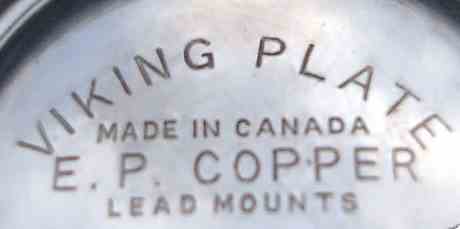 VIKING PLATE
MADE IN CANADA
E. P. COPPER
LEAD MOUNTS